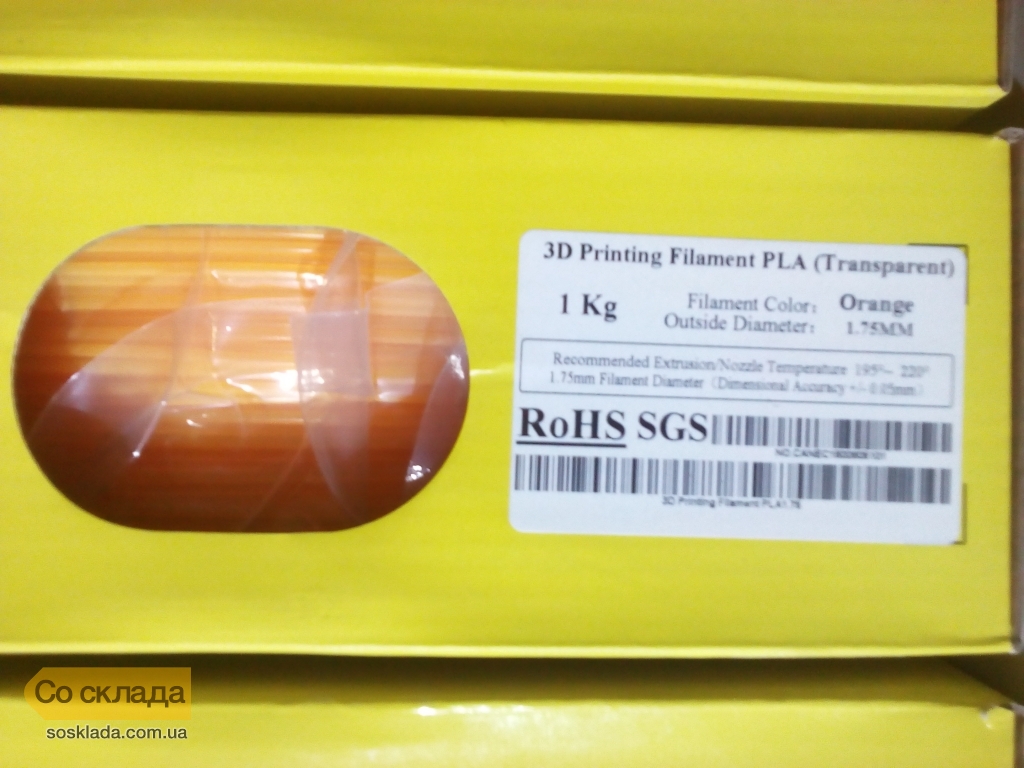 3D Printing Filament PLA (Transparent)
1 Kg
Filament Color: Orange
Outside Diameter: 1.75MM
Recommended Extrusion/Nozzle Temperature 195°~ 220°
1.75mm Filament Diameter (Dimensional Accuracy +/- 0.05mm)
RoHS SGS
3D Printing Filament PLA1.75
Со склада
sosklada.com.ua